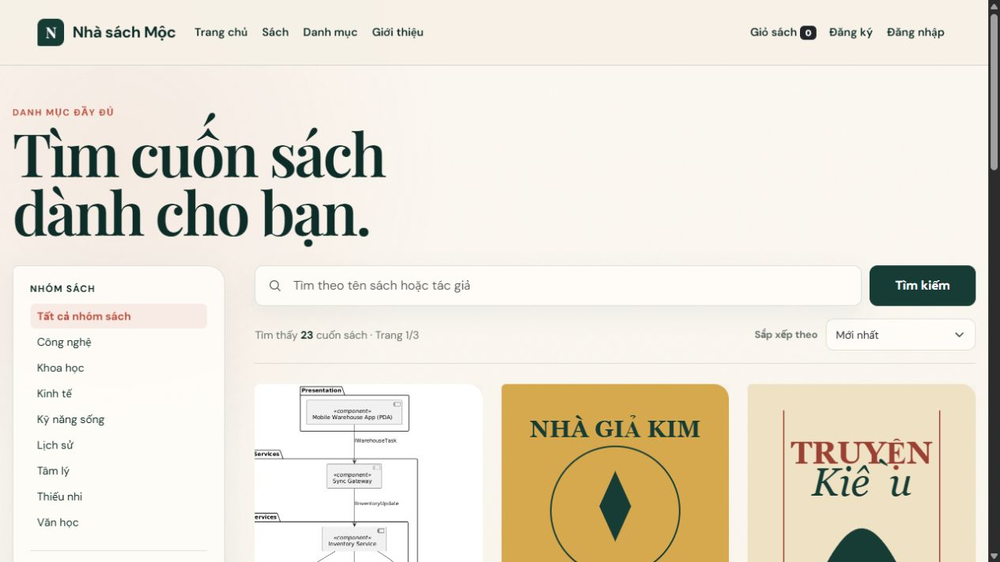 N Nhà sách Mộc Trang chủ Sách Danh mục Giới thiệu Giỏ sách 0 Đăng ký Đăng nhập
DANH MỤC ĐẦY ĐỦ
Tìm cuốn sách
dành cho bạn.
NHÓM SÁCH
Tất cả nhóm sách
Công nghệ
Khoa học
Kinh tế
Kỹ năng sống
Lịch sử
Tâm lý
Thiếu nhi
Văn học
Tìm theo tên sách hoặc tác giả
Tìm kiếm
Tìm thấy 23 cuốn sách · Trang 1/3
Sắp xếp theo Mới nhất
Presentation
«component»
Mobile Warehouse App (PDA)
IWarehouseTask
Services
«component»
Sync Gateway
IInventoryUpdate
ervices
«component»
Inventory Service
NHÀ GIẢ KIM
TRUYỆN
Kiều